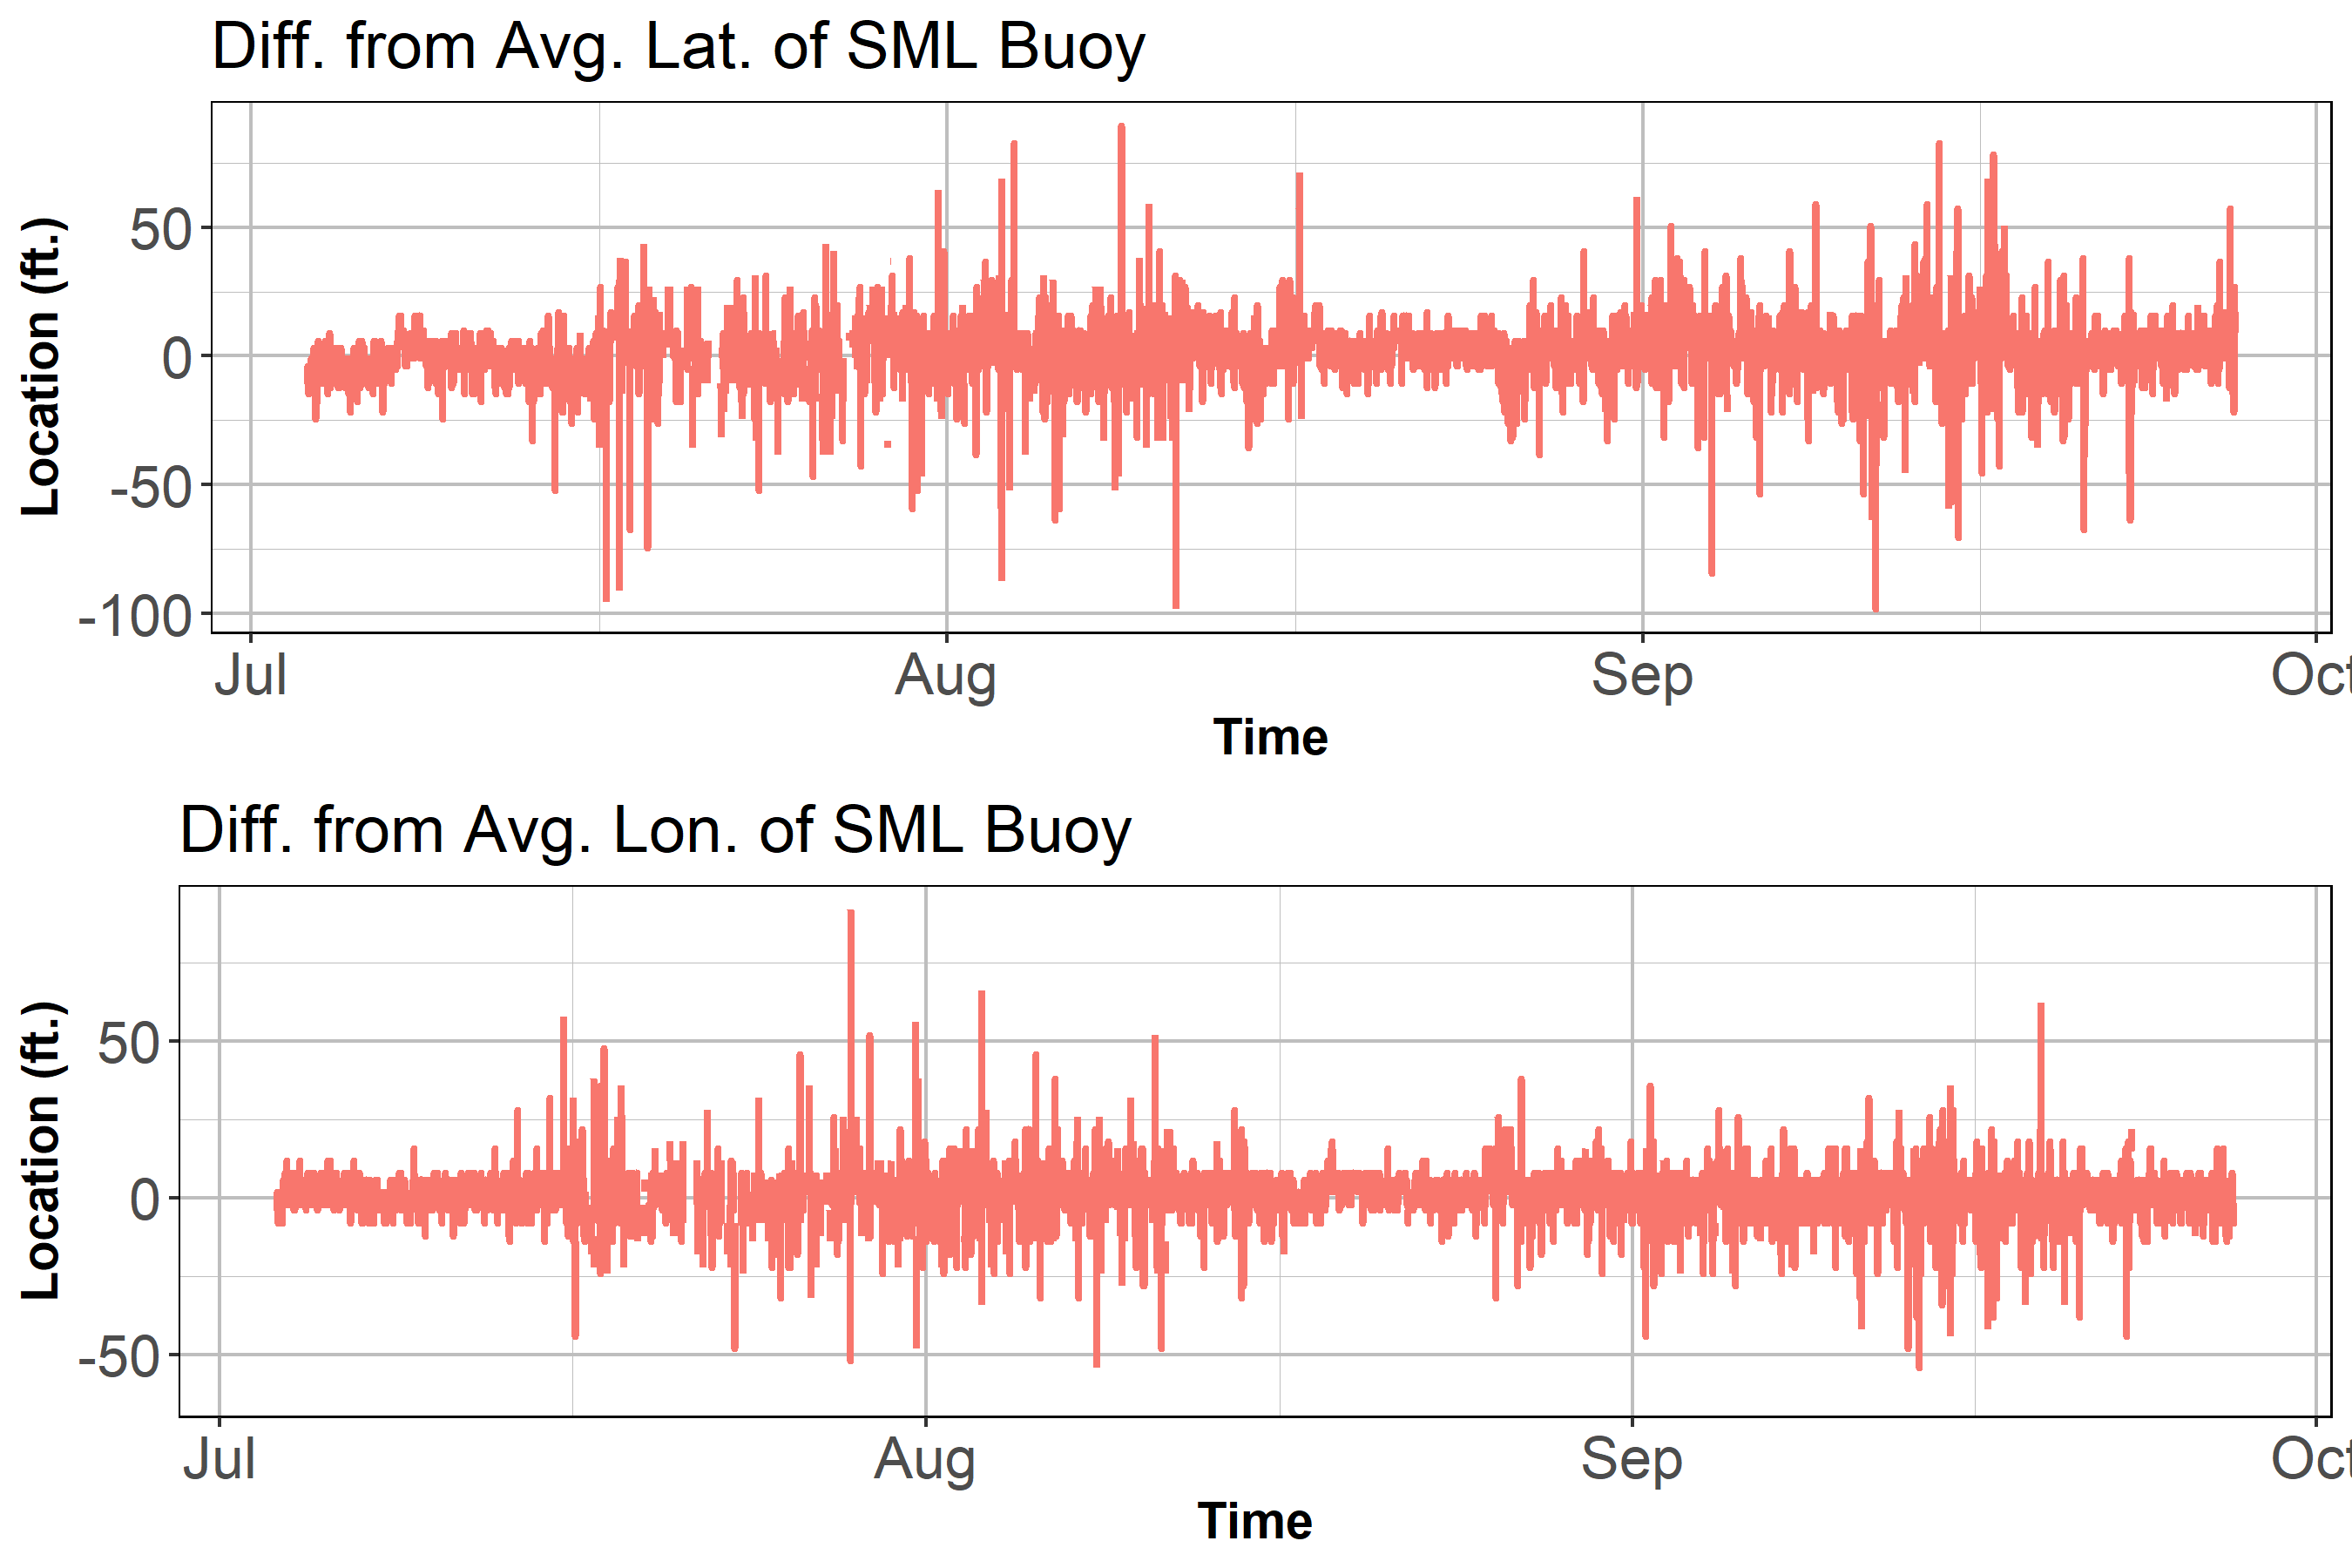 Diff. from Avg. Lat. of SML Buoy
Location (ft.)
50
0
-50
-100
Jul Aug Sep Oct
Time
Diff. from Avg. Lon. of SML Buoy
Location (ft.)
50
0
-50
Jul Aug Sep Oct
Time